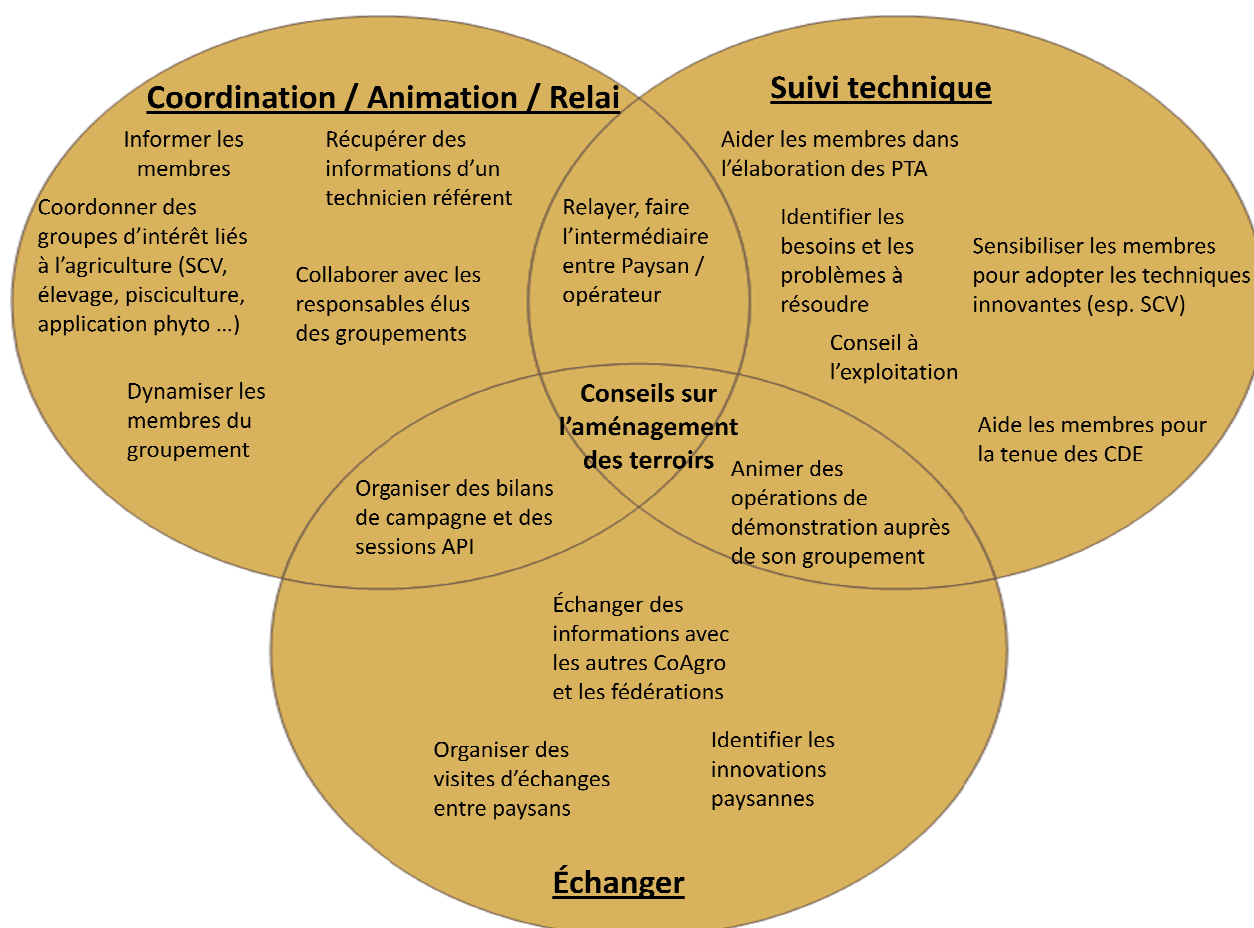 Coordination / Animation / Relai
Informer les
membres
Récupérer des
informations d’un
technicien référent
Coordonner des
groupes d’intérêt liés
à l’agriculture (SCV,
élevage, pisciculture,
application phyto ...)
Collaborer avec les
responsables élus
des groupements
Dynamiser les
membres du
groupement
Suivi technique
Aider les membres dans
l’élaboration des PTA
Relayer, faire
l’intermédiaire
entre Paysan /
opérateur
Identifier les
besoins et les
problèmes à
résoudre
Sensibiliser les membres
pour adopter les techniques
innovantes (esp. SCV)
Conseil à
l’exploitation
Aide les membres pour
la tenue des CDE
Conseils sur
l’aménagement
des terroirs
Organiser des bilans
de campagne et des
sessions API
Animer des
opérations de
démonstration auprès
de son groupement
Échanger des
informations avec
les autres CoAgro
et les fédérations
Organiser des
visites d’échanges
entre paysans
Identifier les
innovations
paysannes
Échanger